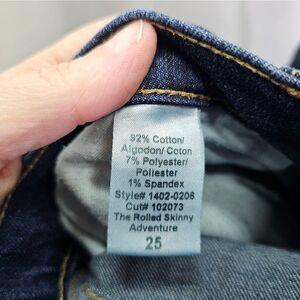 92% Cotton/
Algodon/ Coton
7% Polyester/
Poliester
1% Spandex
Style# 1402-0206
Cut# 102073
The Rolled Skinny
Adventure
25